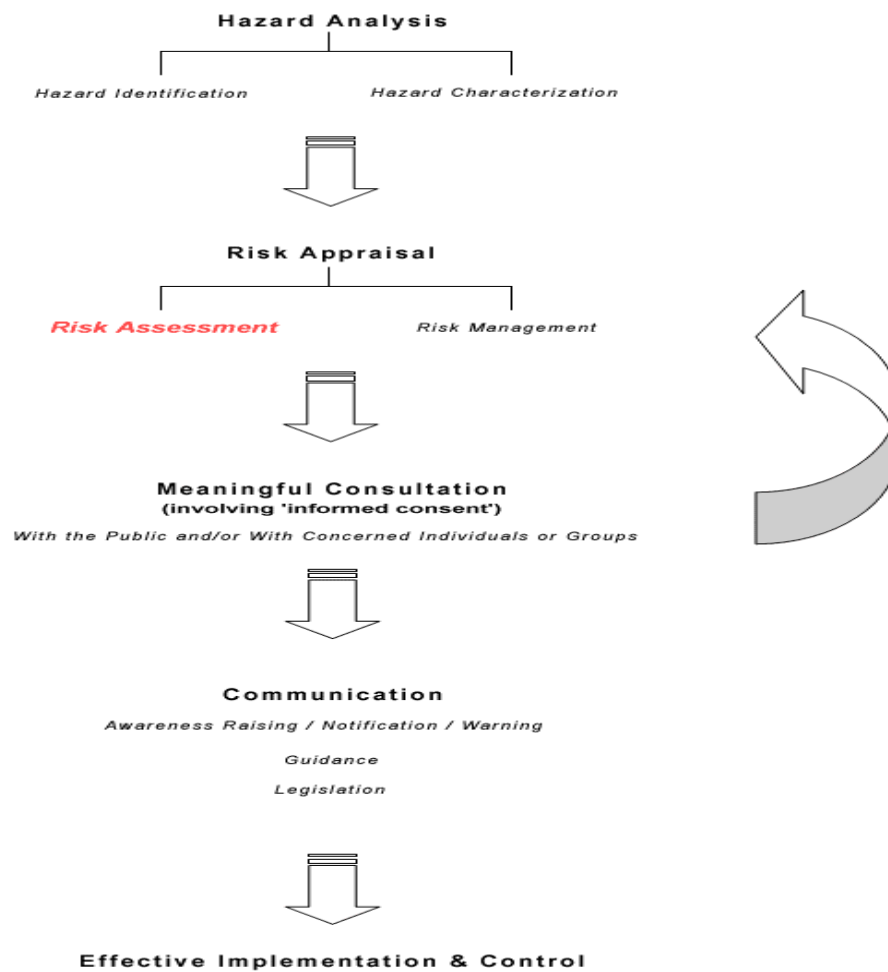 Hazard Analysis
Hazard Identification
Hazard Characterization
Risk Appraisal
Risk Assessment
Risk Management
Meaningful Consultation
(involving 'informed consent')
With the Public and/or With Concerned Individuals or Groups
Communication
Awareness Raising / Notification / Warning
Guidance
Legislation
Effective Implementation & Control